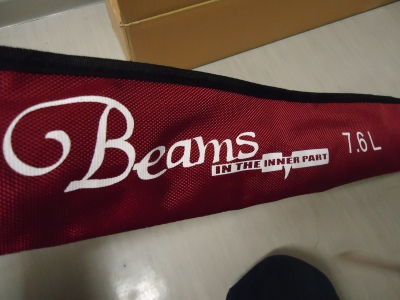 Beams
IN THE INNER PART
7.6L